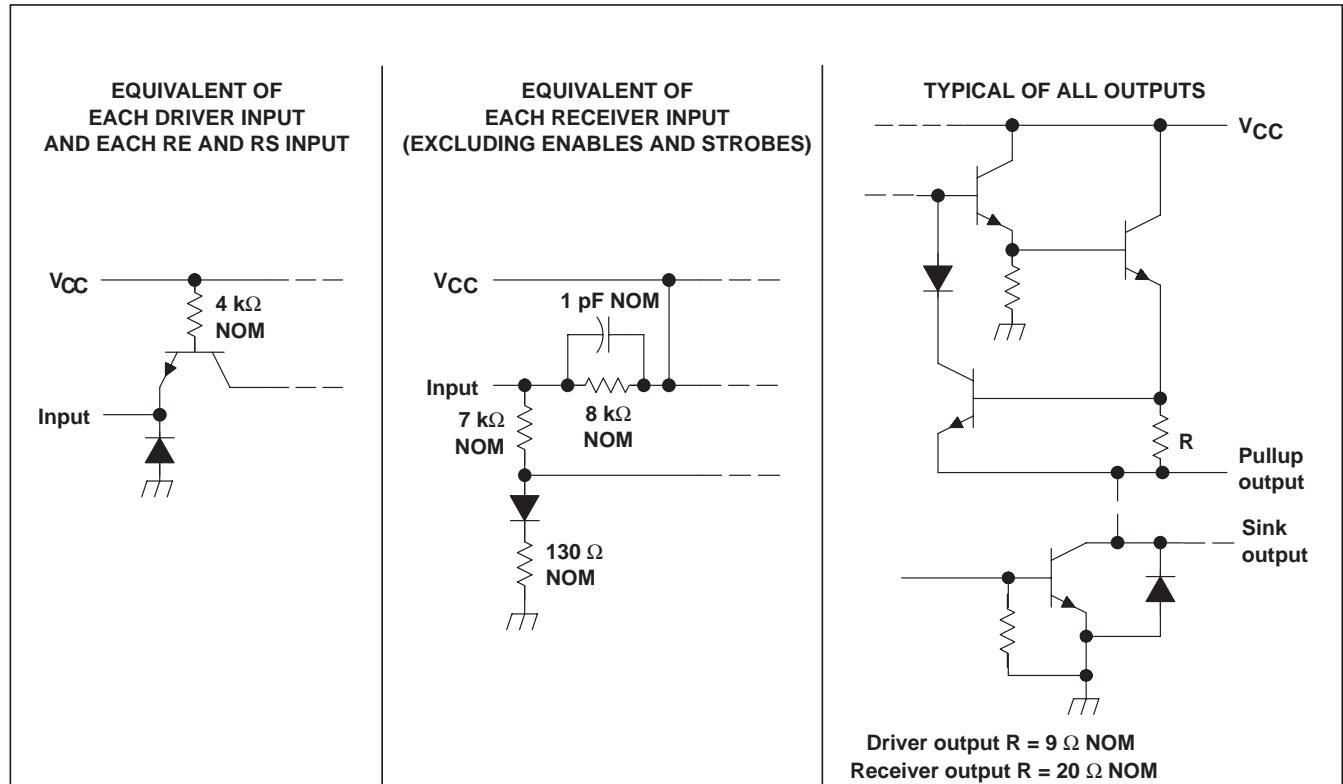 EQUIVALENT OF
EACH DRIVER INPUT
AND EACH RE AND RS INPUT
VCC
4 kΩ
NOM
Input
EQUIVALENT OF
EACH RECEIVER INPUT
(EXCLUDING ENABLES AND STROBES)
VCC
1 pF NOM
Input
7 kΩ
NOM
8 kΩ
NOM
130 Ω
NOM
TYPICAL OF ALL OUTPUTS
VCC
R
Pullup
output
Sink
output
Driver output R = 9 Ω NOM
Receiver output R = 20 Ω NOM